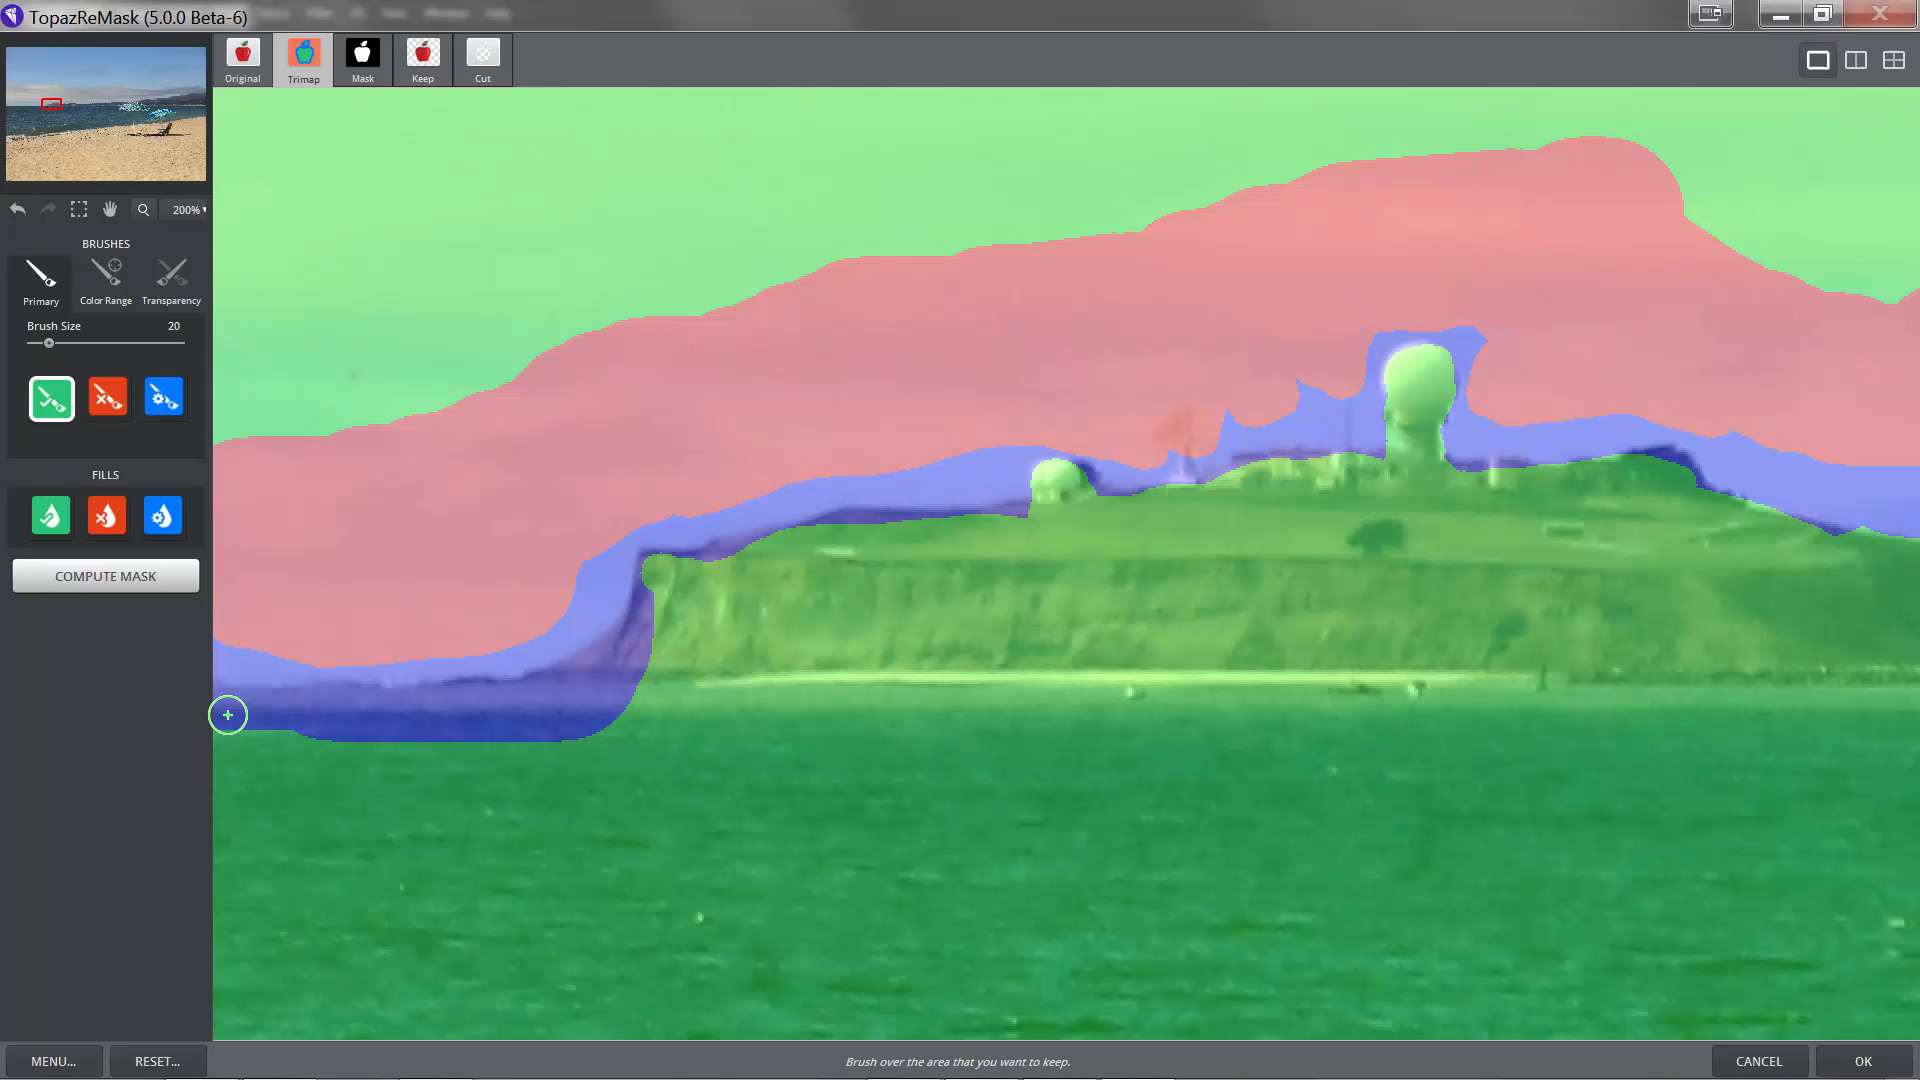 TopazReMask (5.0.0 Beta-6)
Original
Trimap
Mask
Keep
Cut
200%
BRUSHES
Primary
Color Range
Transparency
Brush Size 20
FILLS
COMPUTE MASK
MENU...
RESET...
Brush over the area that you want to keep.
CANCEL
OK